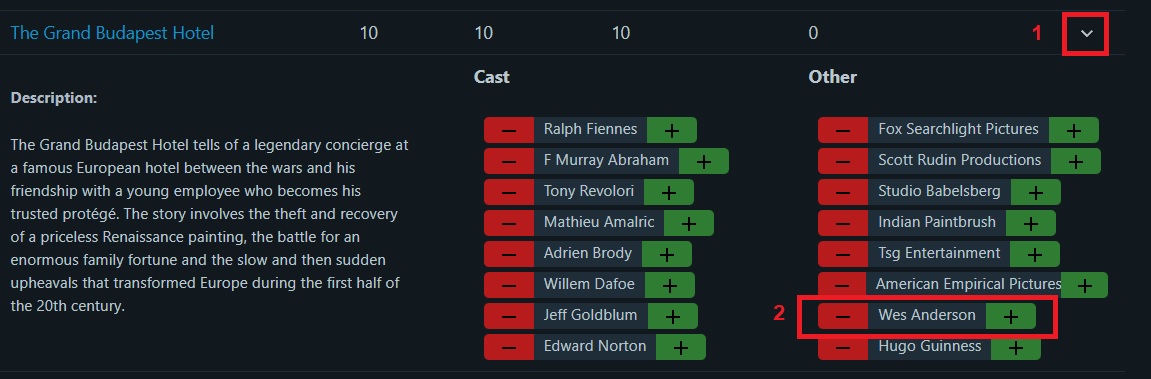 The Grand Budapest Hotel 10 10 10 0 1
Cast
Other
Description:
The Grand Budapest Hotel tells of a legendary concierge at
a famous European hotel between the wars and his
friendship with a young employee who becomes his
trusted protégé. The story involves the theft and recovery
of a priceless Renaissance painting, the battle for an
enormous family fortune and the slow and then sudden
upheavals that transformed Europe during the first half of
the 20th century.
− Ralph Fiennes +
− F Murray Abraham +
− Tony Revolori +
− Mathieu Amalric +
− Adrien Brody +
− Willem Dafoe +
− Jeff Goldblum +
− Edward Norton +
− Fox Searchlight Pictures +
− Scott Rudin Productions +
− Studio Babelsberg +
− Indian Paintbrush +
− Tsg Entertainment +
− American Empirical Pictures +
2 − Wes Anderson +
− Hugo Guinness +